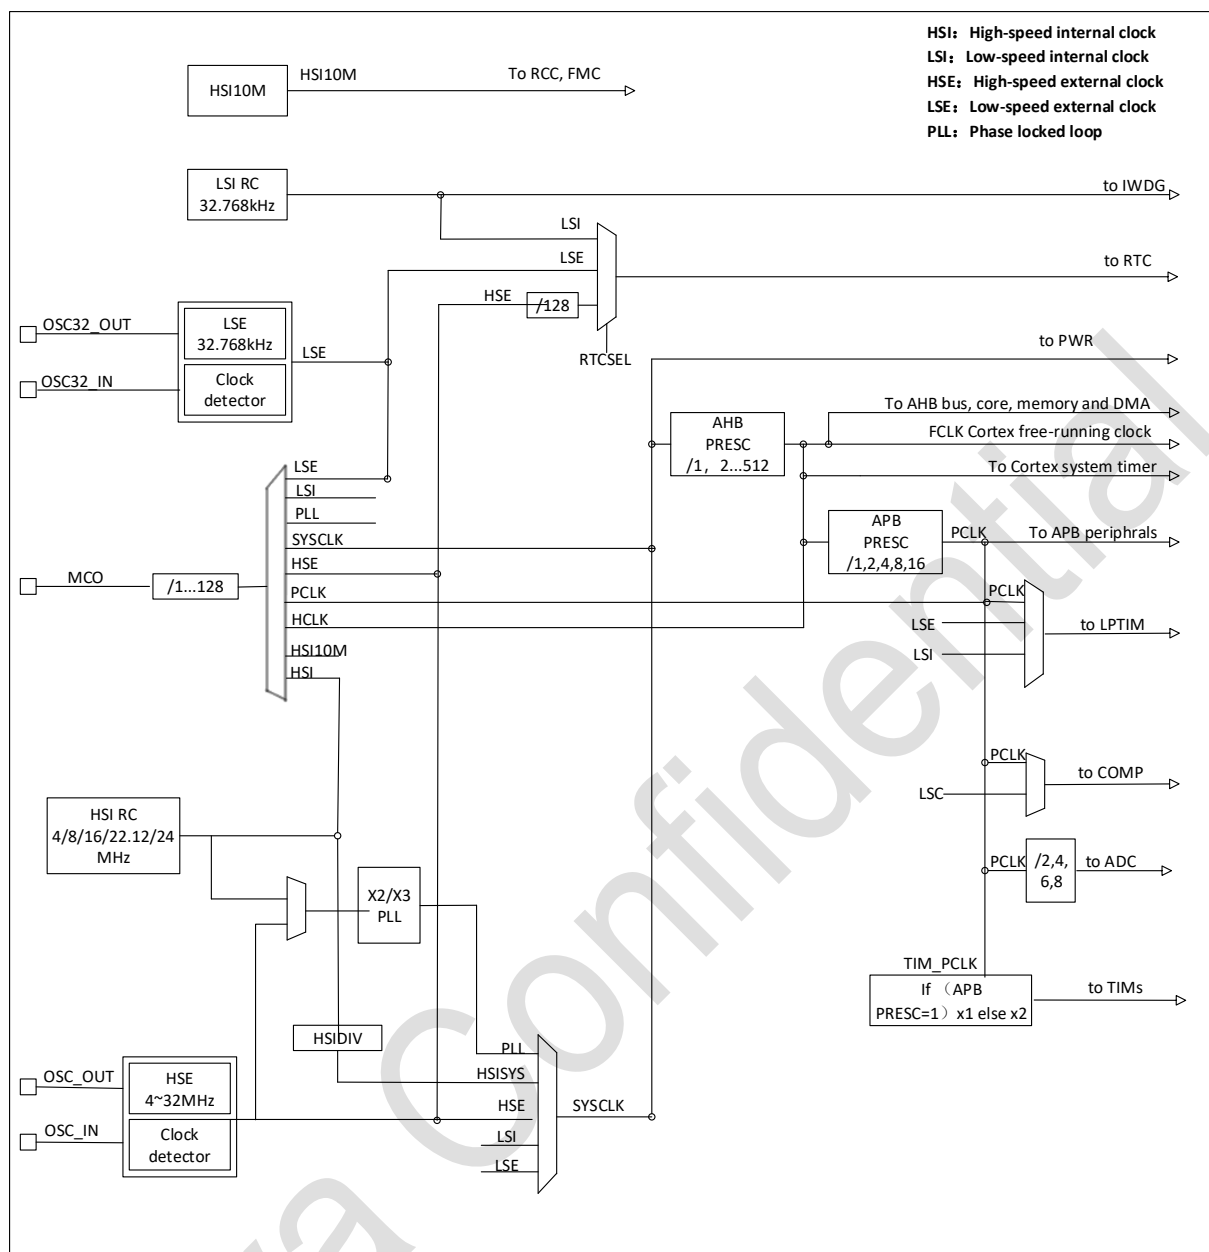 HSI：High-speed internal clock
LSI：Low-speed internal clock
HSE：High-speed external clock
LSE：Low-speed external clock
PLL：Phase locked loop
HSI10M
HSI10M
To RCC, FMC
LSI RC
32.768kHz
to IWDG
LSI
LSE
to RTC
HSE
/128
RTCSEL
OSC32_OUT
LSE
32.768kHz
LSE
OSC32_IN
Clock
detector
to PWR
To AHB bus, core, memory and DMA
AHB
PRESC
/1，2...512
FCLK Cortex free-running clock
To Cortex system timer
LSE
LSI
PLL
SYSCLK
HSE
PCLK
HCLK
HSI10M
HSI
MCO
/1...128
APB
PRESC
/1,2,4,8,16
PCLK
To APB periphrals
PCLK
LSE
LSI
to LPTIM
PCLK
LSC
to COMP
HSI RC
4/8/16/22.12/24
MHz
X2/X3
PLL
PCLK
/2,4,
6,8
to ADC
TIM_PCLK
If （APB
PRESC=1）x1 else x2
to TIMs
HSIDIV
OSC_OUT
HSE
4~32MHz
OSC_IN
Clock
detector
PLL
HSISYS
HSE
LSI
LSE
SYSCLK
ra Confidential